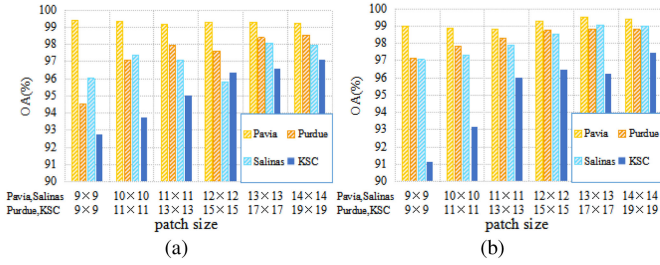 100
99
98
97
96
95
94
93
92
91
90
OA(%)
Pavia Purdue
Salinas KSC
Pavia,Salinas 9×9 10×10 11×11 12×12 13×13 14×14
Purdue,KSC 9×9 11×11 13×13 15×15 17×17 19×19
patch size
(a)
100
99
98
97
96
95
94
93
92
91
90
OA(%)
Pavia Purdue
Salinas KSC
9×9 10×10 11×11 12×12 13×13 14×14
9×9 11×11 13×13 15×15 17×17 19×19
patch size
(b)